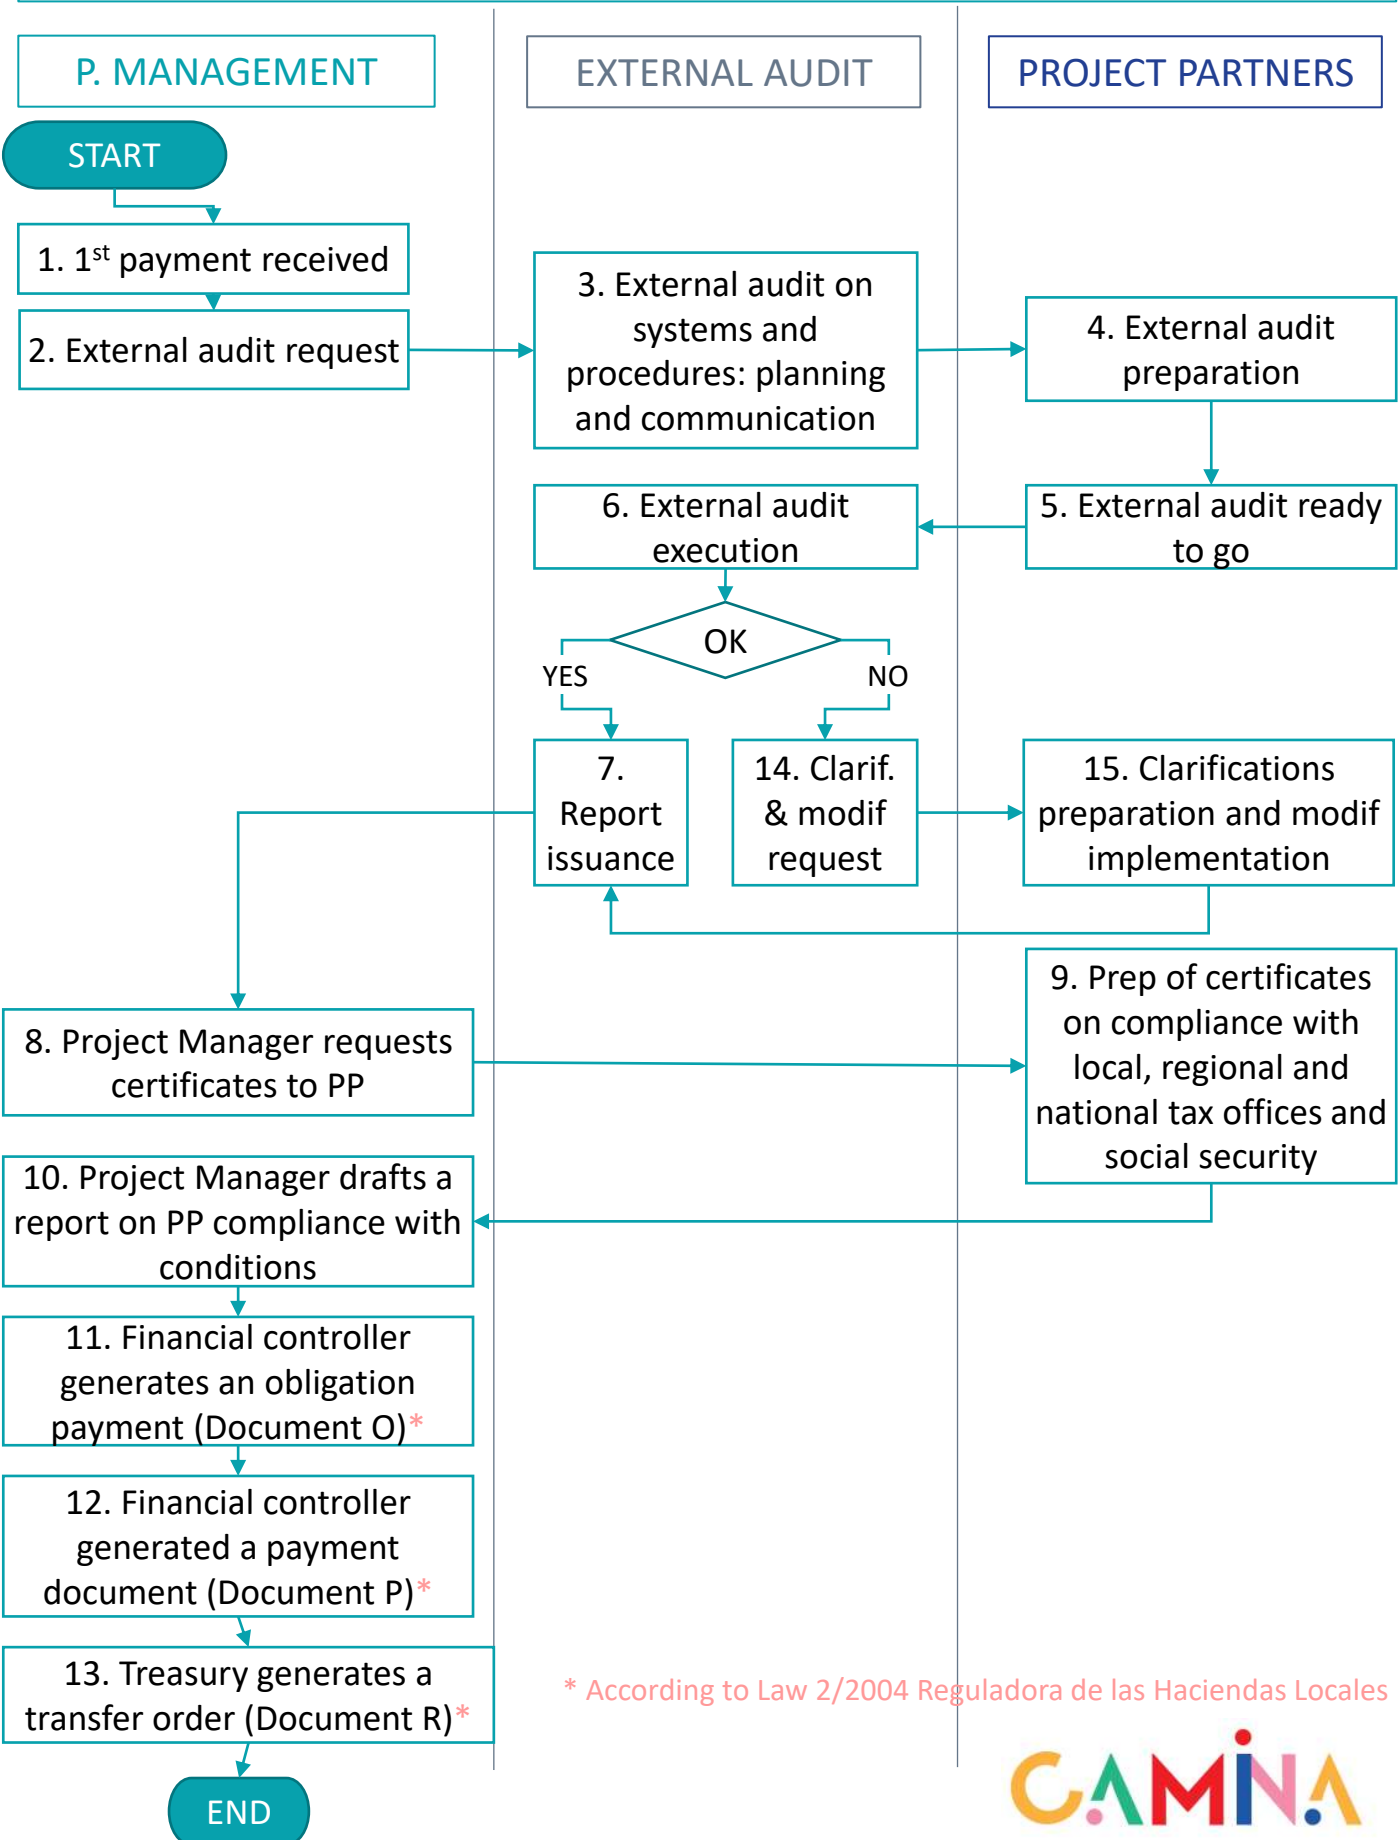 P. MANAGEMENT
EXTERNAL AUDIT
PROJECT PARTNERS
START
1. 1st payment received
2. External audit request
3. External audit on
systems and
procedures: planning
and communication
4. External audit
preparation
5. External audit ready
to go
6. External audit
execution
OK
YES
NO
7.
Report
issuance
14. Clarif.
& modif
request
15. Clarifications
preparation and modif
implementation
8. Project Manager requests
certificates to PP
9. Prep of certificates
on compliance with
local, regional and
national tax offices and
social security
10. Project Manager drafts a
report on PP compliance with
conditions
11. Financial controller
generates an obligation
payment (Document O)*
12. Financial controller
generated a payment
document (Document P)*
13. Treasury generates a
transfer order (Document R)*
* According to Law 2/2004 Reguladora de las Haciendas Locales
END
CAMINA